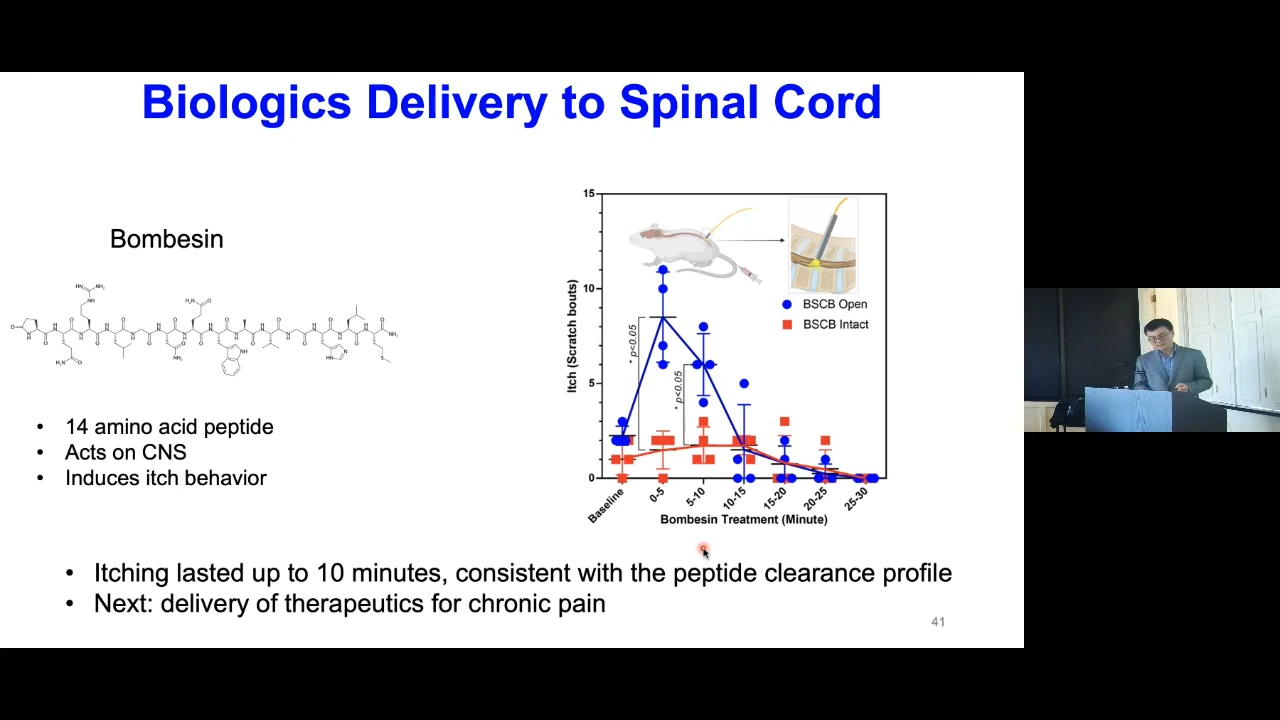 Biologics Delivery to Spinal Cord
Bombesin
• 14 amino acid peptide
• Acts on CNS
• Induces itch behavior
15
10
5
0
Itch (Scratch bouts)
BSCB Open
BSCB Intact
* p<0.05
* p<0.05
Baseline
0-5
5-10
10-15
15-20
20-25
25-30
Bombesin Treatment (Minute)
• Itching lasted up to 10 minutes, consistent with the peptide clearance profile
• Next: delivery of therapeutics for chronic pain
41